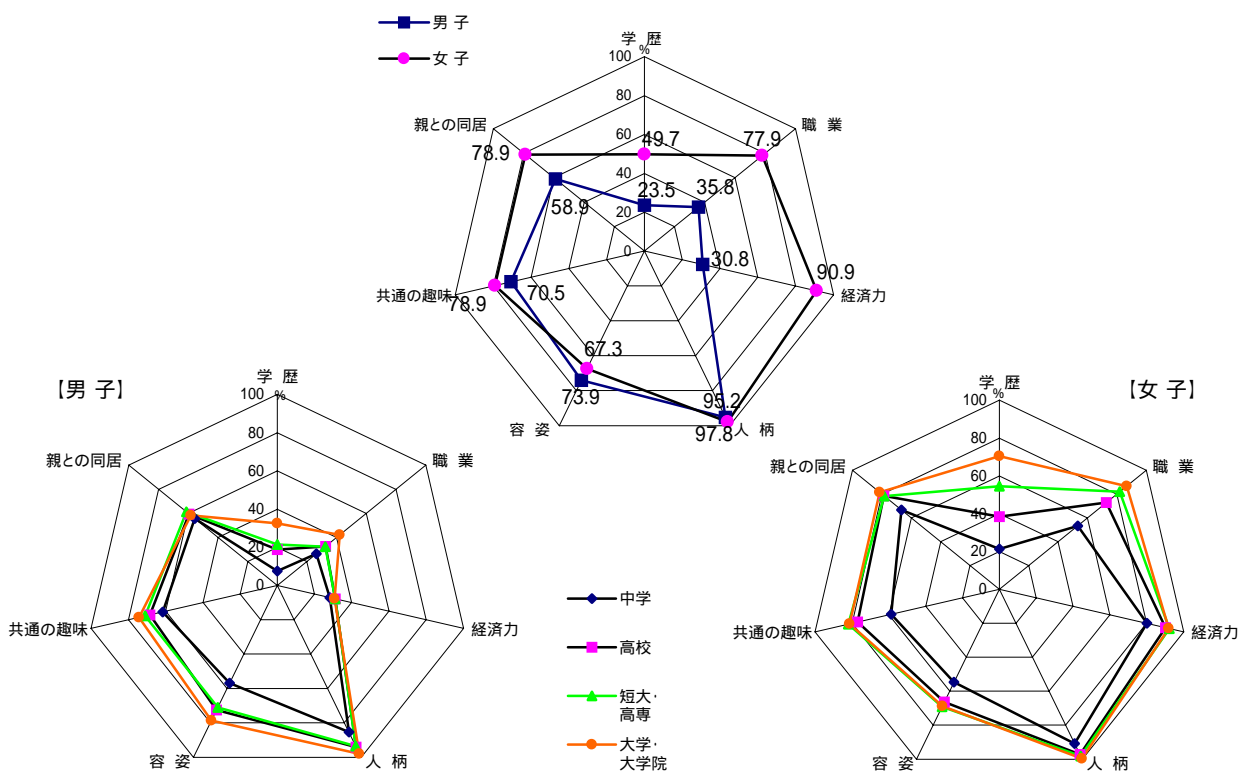 男 子
女 子
学 歴
%
100
80
60
40
20
0
職 業
経済力
人 柄
容 姿
共通の趣味
親との同居
49.7
77.9
90.9
97.8
67.3
78.9
78.9
23.5
35.8
30.8
95.2
73.9
70.5
58.9
【男 子】
学 歴
%
100
80
60
40
20
0
職 業
経済力
人 柄
容 姿
共通の趣味
親との同居
中学
高校
短大・
高専
大学・
大学院
【女 子】
学 歴
%
100
80
60
40
20
0
職 業
経済力
人 柄
容 姿
共通の趣味
親との同居